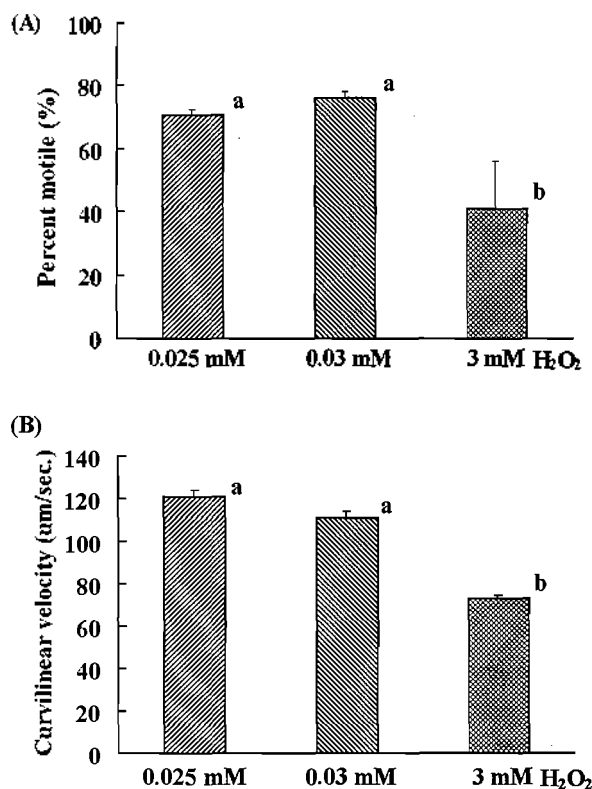 (A)
Percent motile (%)
100
80
60
40
20
0
a
a
b
0.025 mM 0.03 mM 3 mM H₂O₂
(B)
Curvilinear velocity (um/sec.)
140
120
100
80
60
40
20
0
a
a
b
0.025 mM 0.03 mM 3 mM H₂O₂